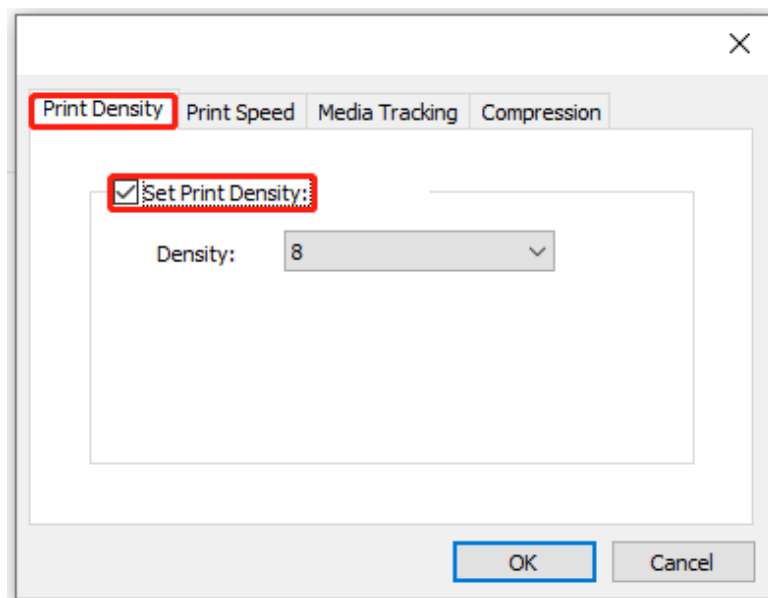 Print Density Print Speed Media Tracking Compression
Set Print Density:
Density: 8
OK Cancel